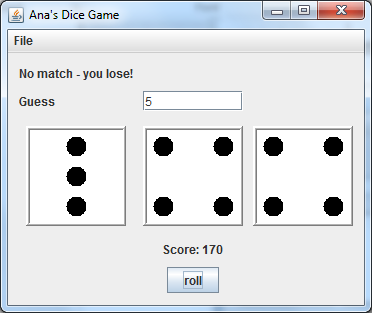 Ana's Dice Game
File
No match - you lose!
Guess 5
Score: 170
roll